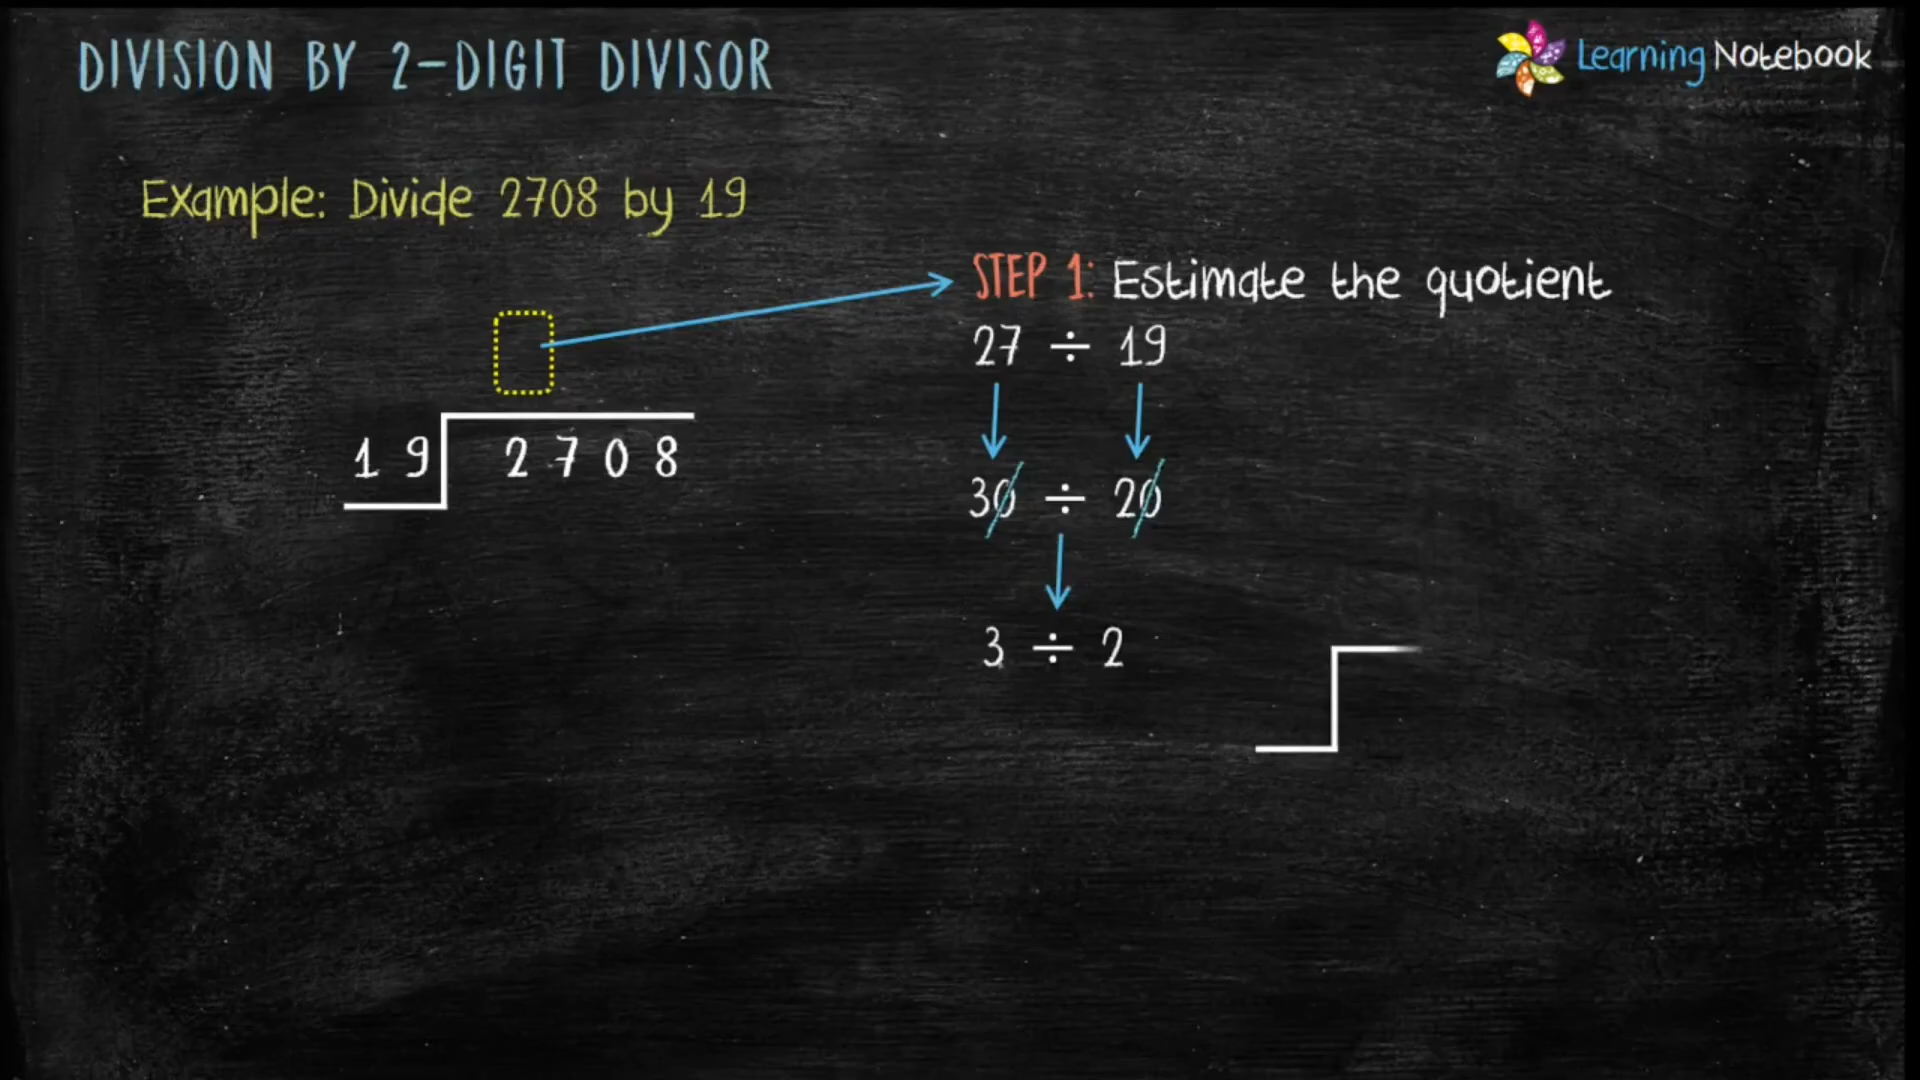 DIVISION BY 2-DIGIT DIVISOR
Learning Notebook
Example: Divide 2708 by 19
STEP 1: Estimate the quotient
27 ÷ 19
19 2708
30 ÷ 20
3 ÷ 2